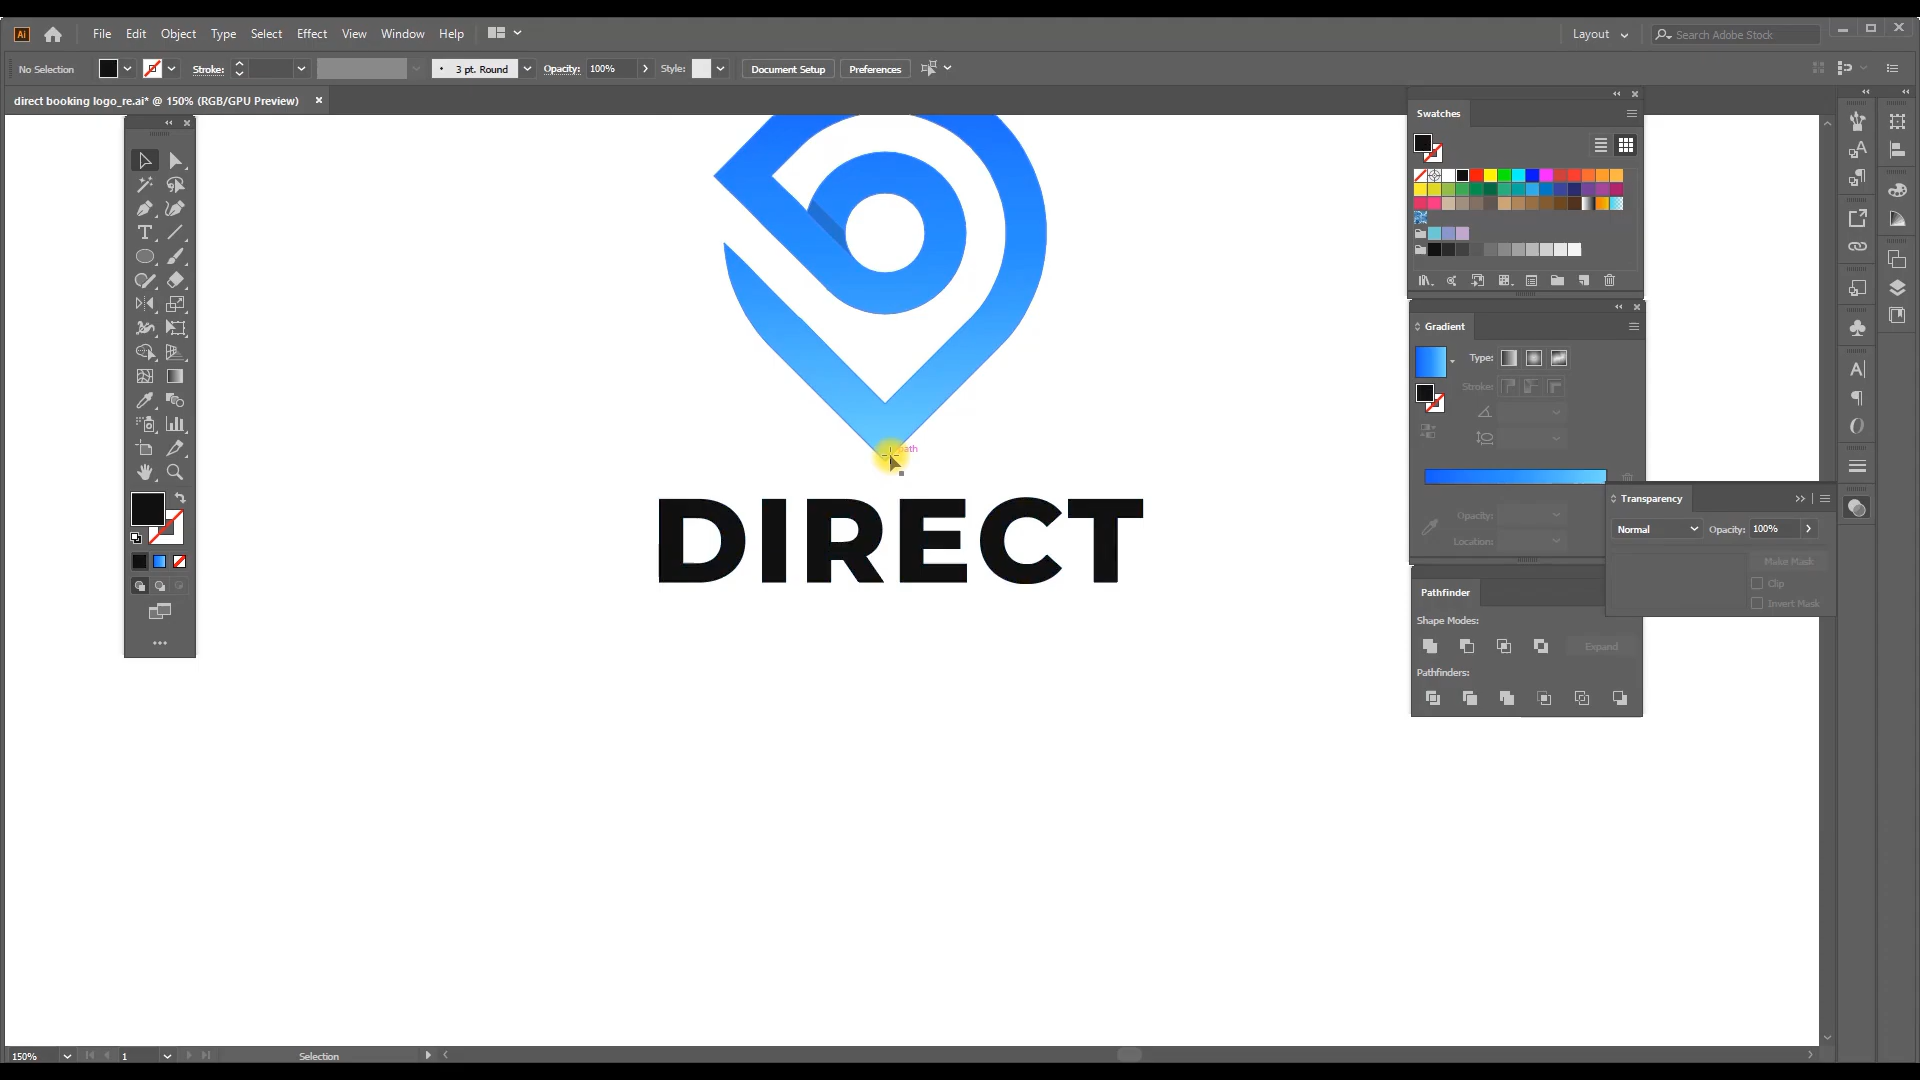 Ai File Edit Object Select Type Effect View Window Help Layout Search Adobe Stock
No Selection Stroke: 3 pt. Round Opacity: 100% Style: Document Setup Preferences
direct booking logo_re.ai* @ 150% (RGB/GPU Preview)
Swatches
Gradient
Type:
Stroke:
path
DIRECT
Opacity:
Location:
Transparency
Normal Opacity: 100%
Make Mask
Clip
Invert Mask
Pathfinder
Shape Modes:
Expand
Pathfinders:
150% 1 Selection